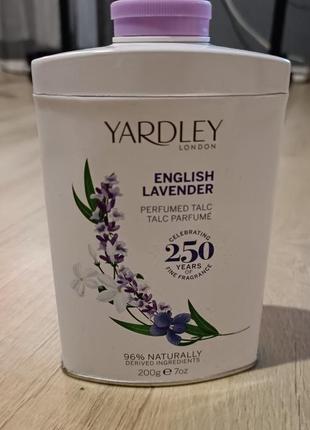 YARDLEY
LONDON
ENGLISH
LAVENDER
PERFUMED TALC
TALC PARFUMÉ
CELEBRATING
250
YEARS OF
FINE FRAGRANCE
96% NATURALLY
DERIVED INGREDIENTS
200g ℮ 7oz